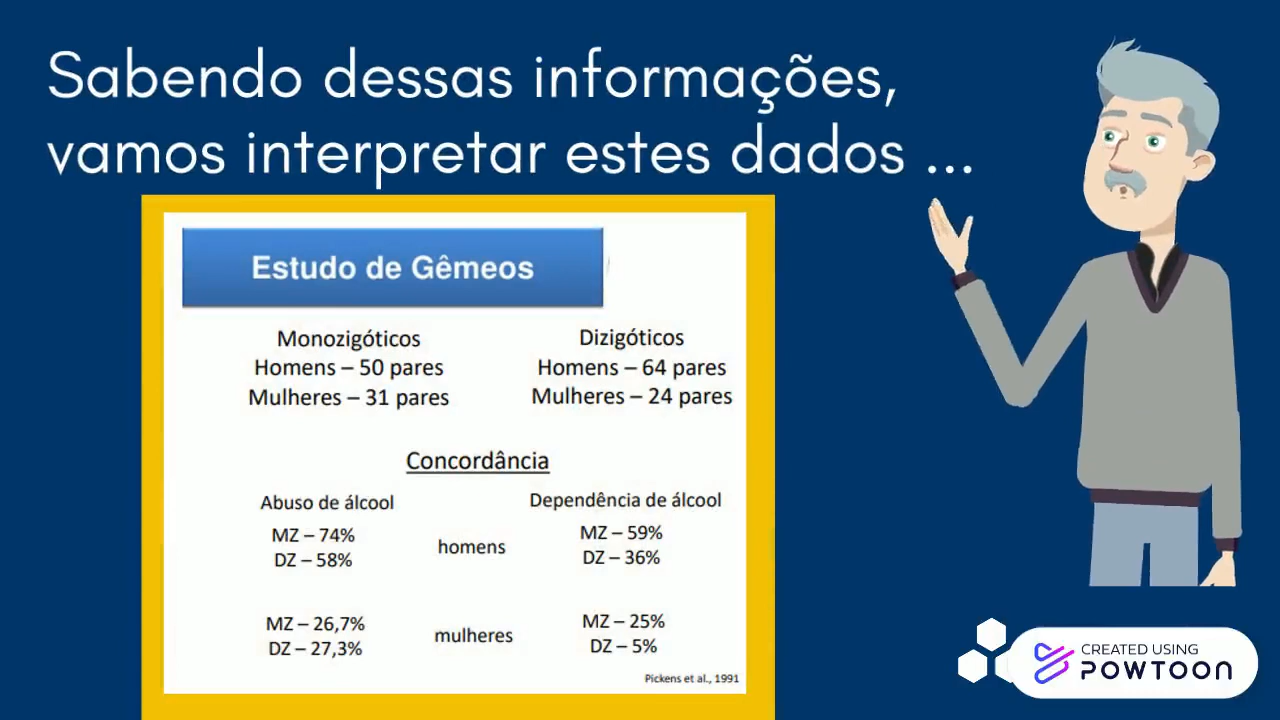 Sabendo dessas informações,
vamos interpretar estes dados ...
Estudo de Gêmeos
Monozigóticos
Homens – 50 pares
Mulheres – 31 pares
Dizigóticos
Homens – 64 pares
Mulheres – 24 pares
Concordância
Abuso de álcool
MZ – 74%
DZ – 58%
homens
Dependência de álcool
MZ – 59%
DZ – 36%
MZ – 26,7%
DZ – 27,3%
mulheres
MZ – 25%
DZ – 5%
Pickens et al., 1991
CREATED USING
POWTOON